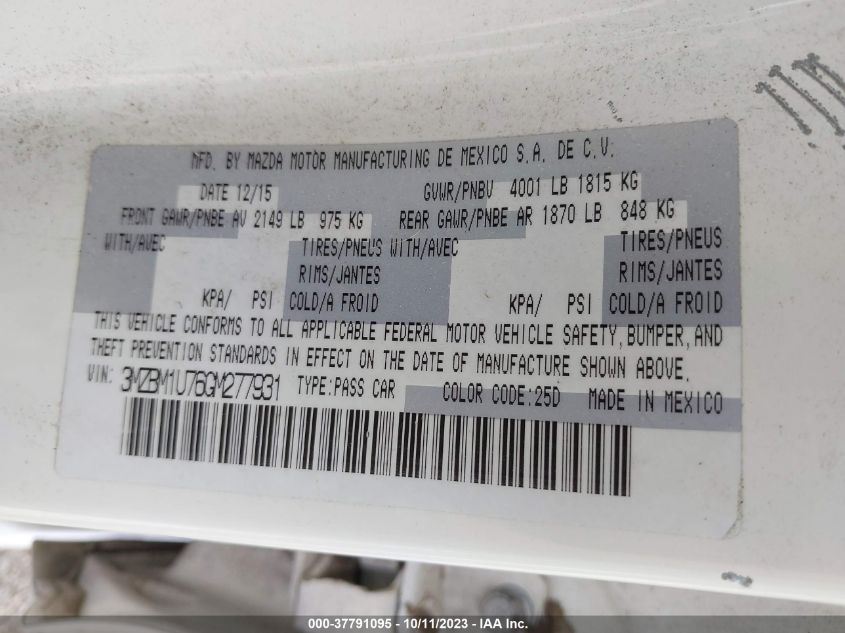 MFD. BY MAZDA MOTOR MANUFACTURING DE MEXICO S.A. DE C.V.
DATE 12/15 GVWR/PNBV 4001 LB 1815 KG
FRONT GAWR/PNBE AV 2149 LB 975 KG REAR GAWR/PNBE AR 1870 LB 848 KG
WITH/AVEC TIRES/PNEUS WITH/AVEC TIRES/PNEUS
RIMS/JANTES RIMS/JANTES
KPA/ PSI COLD/A FROID KPA/ PSI COLD/A FROID
THIS VEHICLE CONFORMS TO ALL APPLICABLE FEDERAL MOTOR VEHICLE SAFETY, BUMPER, AND
THEFT PREVENTION STANDARDS IN EFFECT ON THE DATE OF MANUFACTURE SHOWN ABOVE.
VIN: 3MZBM1U76GM277931 TYPE:PASS CAR COLOR CODE:25D MADE IN MEXICO
000-37791095 - 10/11/2023 - IAA Inc.